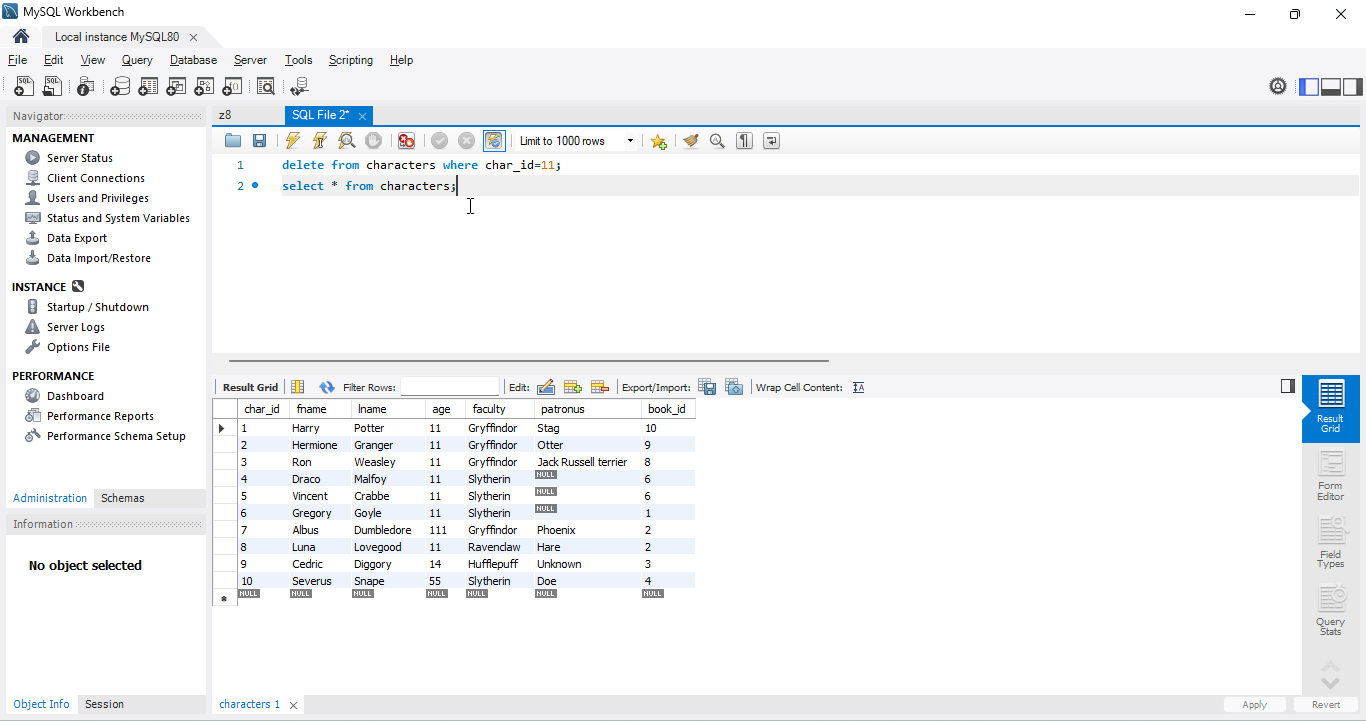 MySQL Workbench
Local instance MySQL80
File Edit View Query Database Server Tools Scripting Help
Navigator
z8
SQL File 2*
MANAGEMENT
Server Status
Client Connections
Users and Privileges
Status and System Variables
Data Export
Data Import/Restore
INSTANCE
Startup / Shutdown
Server Logs
Options File
PERFORMANCE
Dashboard
Performance Reports
Performance Schema Setup
Administration Schemas
Information
No object selected
Object Info Session
Limit to 1000 rows
1 delete from characters where char_id=11;
2 select * from characters;
Result Grid Filter Rows: Edit: Export/Import: Wrap Cell Content:
char_id fname lname age faculty patronus book_id
1 Harry Potter 11 Gryffindor Stag 10
2 Hermione Granger 11 Gryffindor Otter 9
3 Ron Weasley 11 Gryffindor Jack Russell terrier 8
4 Draco Malfoy 11 Slytherin NULL 6
5 Vincent Crabbe 11 Slytherin NULL 6
6 Gregory Goyle 11 Slytherin NULL 1
7 Albus Dumbledore 111 Gryffindor Phoenix 2
8 Luna Lovegood 11 Ravenclaw Hare 2
9 Cedric Diggory 14 Hufflepuff Unknown 3
10 Severus Snape 55 Slytherin Doe 4
NULL NULL NULL NULL NULL NULL NULL
Result
Grid
Form
Editor
Field
Types
Query
Stats
characters 1
Apply Revert